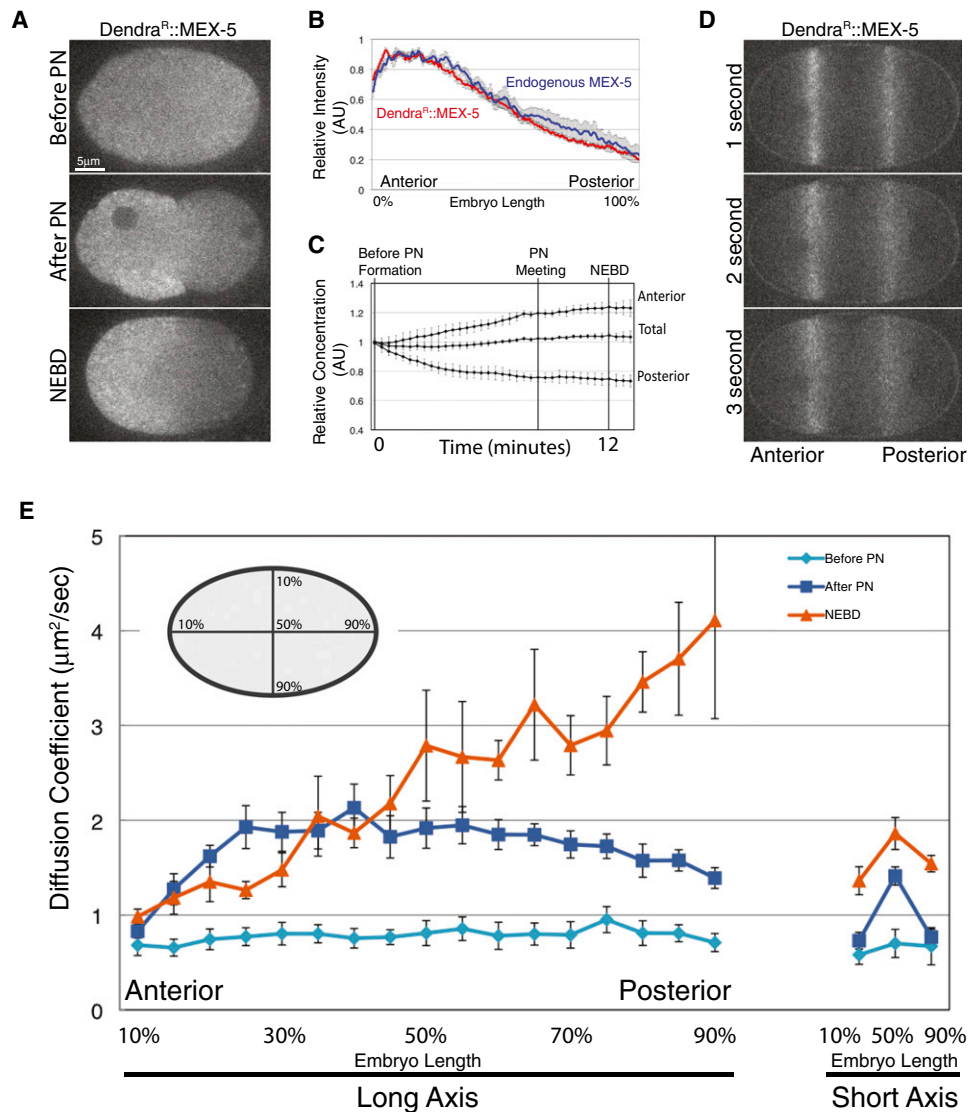 A
Dendraᴿ::MEX-5
Before PN
5μm
After PN
NEBD
B
Relative Intensity
(AU)
1
0.8
0.6
0.4
0.2
0
Endogenous MEX-5
Dendraᴿ::MEX-5
Anterior
Posterior
0%
Embryo Length
100%
C
Before PN
Formation
PN
Meeting
NEBD
Relative Concentration
(AU)
1.4
1.2
1
0.8
0.6
0.4
Anterior
Total
Posterior
0
Time (minutes)
12
D
Dendraᴿ::MEX-5
1 second
2 second
3 second
Anterior
Posterior
E
Diffusion Coefficient (μm²/sec)
5
4
3
2
1
0
10%
10%
50%
90%
90%
Before PN
After PN
NEBD
Anterior
Posterior
10%
30%
50%
70%
90%
Embryo Length
Long Axis
10%
50%
90%
Embryo Length
Short Axis